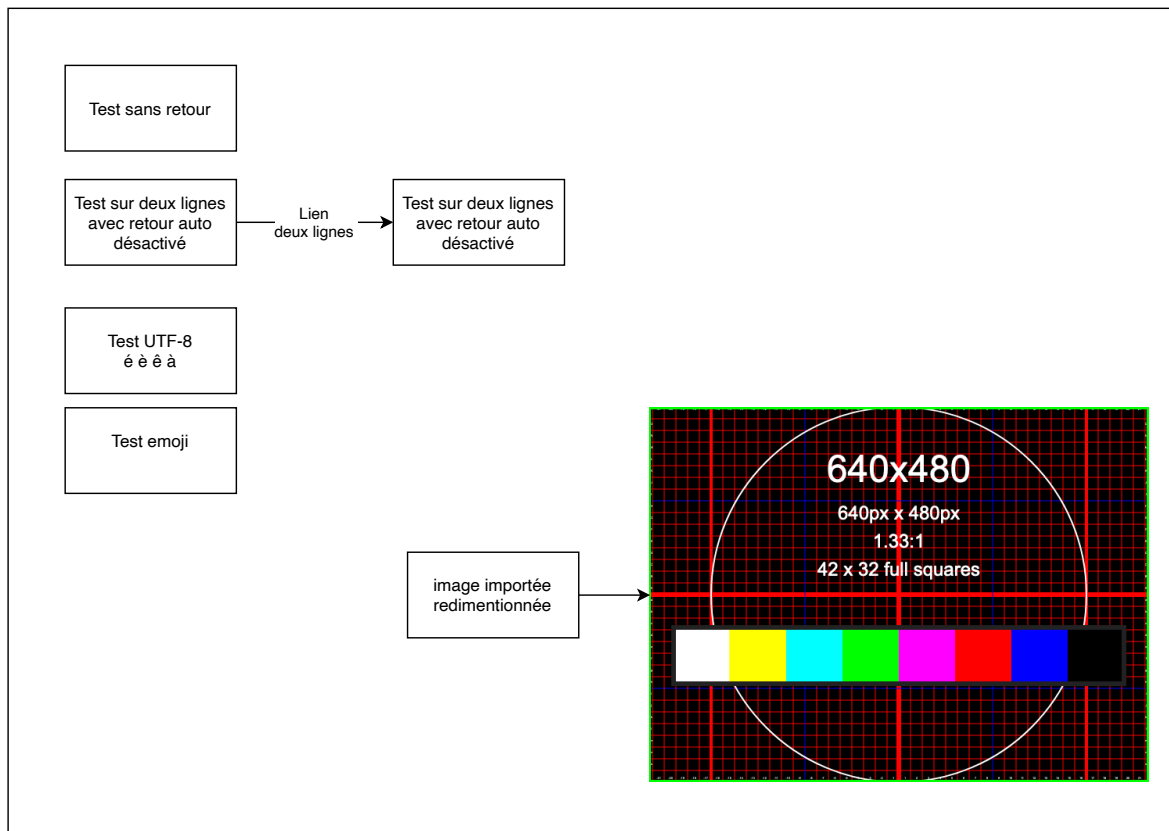 Test sans retour
Test sur deux lignes
avec retour auto
désactivé
Lien
deux lignes
Test sur deux lignes
avec retour auto
désactivé
Test UTF-8
é è ê à
Test emoji
image importée
redimentionnée
640x480
640px x 480px
1.33:1
42 x 32 full squares